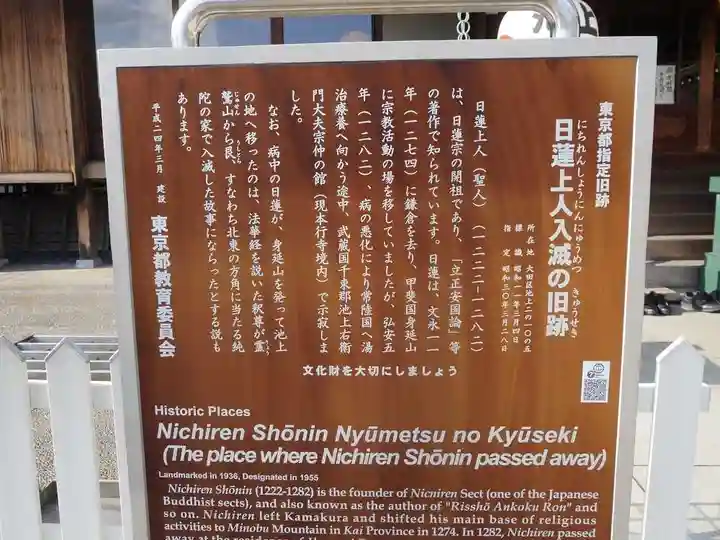 東京都指定旧跡
日蓮上人入滅の旧跡
にちれんしょうにんにゅうめつ きゅうせき
所在地 大田区池上二の一〇の五
標識 昭和一一年三月四日
指定 昭和三〇年三月二八日
日蓮上人(聖人)(一二二二ー一二八二)
は、日蓮宗の開祖であり、「立正安国論」等
の著作で知られています。日蓮は、文永一一
年(一二七四)に鎌倉を去り、甲斐国身延山
に宗教活動の場を移していましたが、弘安五
年(一二八二)、病の悪化により常陸国へ湯
治療養へ向かう途中、武蔵国千東郡池上右衛
門大夫宗仲の館(現本行寺境内)で示寂しま
した。
なお、病中の日蓮が、身延山を発って池上
の地へ移ったのは、法華経を説いた釈尊が霊
鷲山から艮、すなわち北東の方角に当たる純
陀の家で入滅した故事にならったとする説も
あります。
平成二四年三月 建設
東京都教育委員会
文化財を大切にしましょう
Historic Places
Nichiren Shōnin Nyūmetsu no Kyūseki
(The place where Nichiren Shōnin passed away)
Landmarked in 1936, Designated in 1955
Nichiren Shōnin (1222-1282) is the founder of Nicniren Sect (one of the Japanese
Buddhist sects), and also known as the author of "Risshō Ankoku Ron" and
so on. Nichiren left Kamakura and shifted his main base of religious
activities to Minobu Mountain in Kai Province in 1274. In 1282, Nichiren passed
away at the residence of